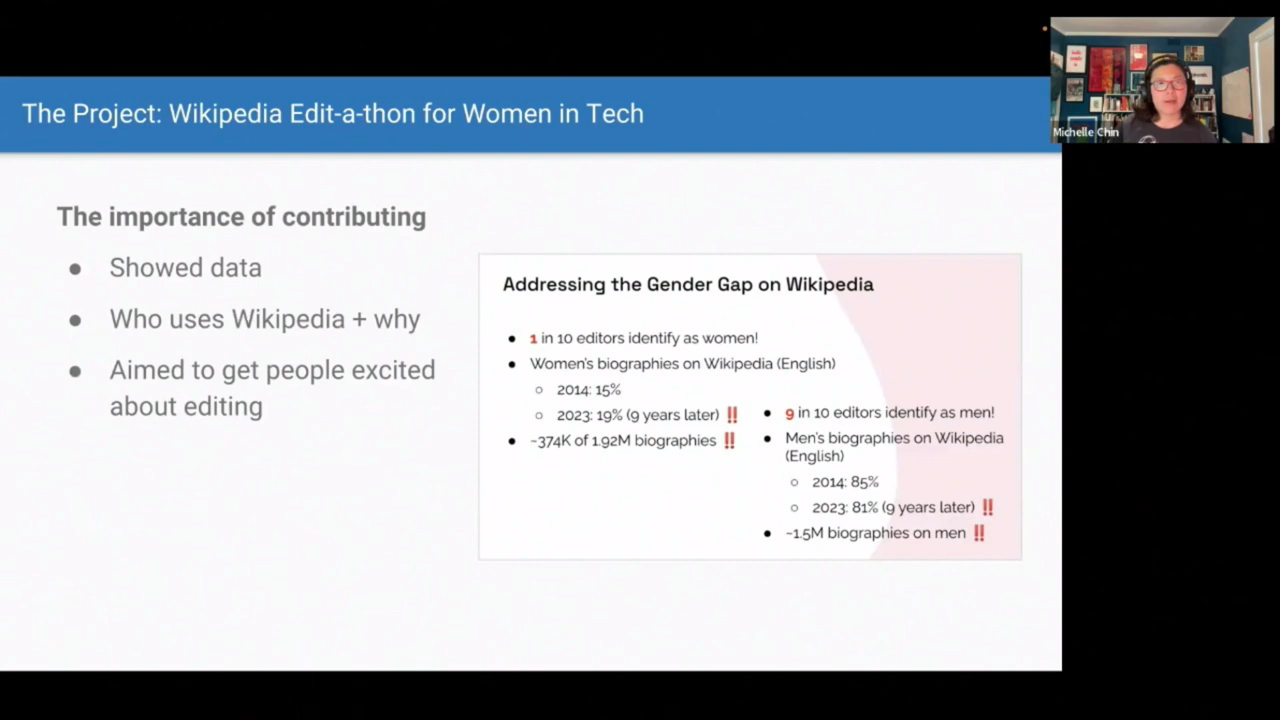 The Project: Wikipedia Edit-a-thon for Women in Tech
Michelle Chin
The importance of contributing
● Showed data
● Who uses Wikipedia + why
● Aimed to get people excited
about editing
Addressing the Gender Gap on Wikipedia
● 1 in 10 editors identify as women!
● Women's biographies on Wikipedia (English)
○ 2014: 15%
○ 2023: 19% (9 years later) ‼
● ~374K of 1.92M biographies ‼
● 9 in 10 editors identify as men!
● Men's biographies on Wikipedia
(English)
○ 2014: 85%
○ 2023: 81% (9 years later) ‼
● ~1.5M biographies on men ‼